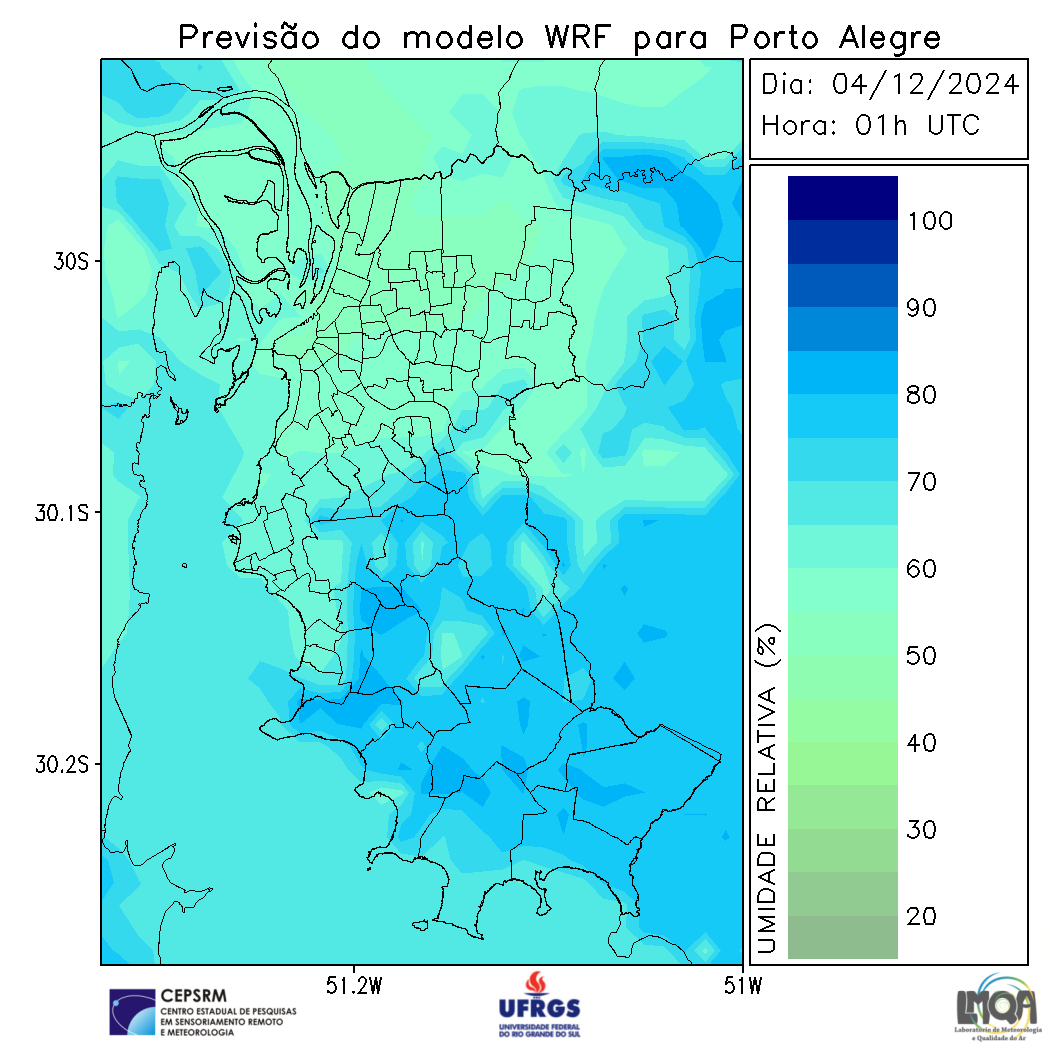 Previsão do modelo WRF para Porto Alegre
Dia: 04/12/2024
Hora: 01h UTC
30S
30.1S
30.2S
51.2W
51W
UMIDADE RELATIVA (%)
100
90
80
70
60
50
40
30
20
CEPSRM
CENTRO ESTADUAL DE PESQUISAS
EM SENSORIAMENTO REMOTO
E METEOROLOGIA
UFRGS
UNIVERSIDADE FEDERAL
DO RIO GRANDE DO SUL
LMQA
Laboratório de Meteorologia
e Qualidade do Ar